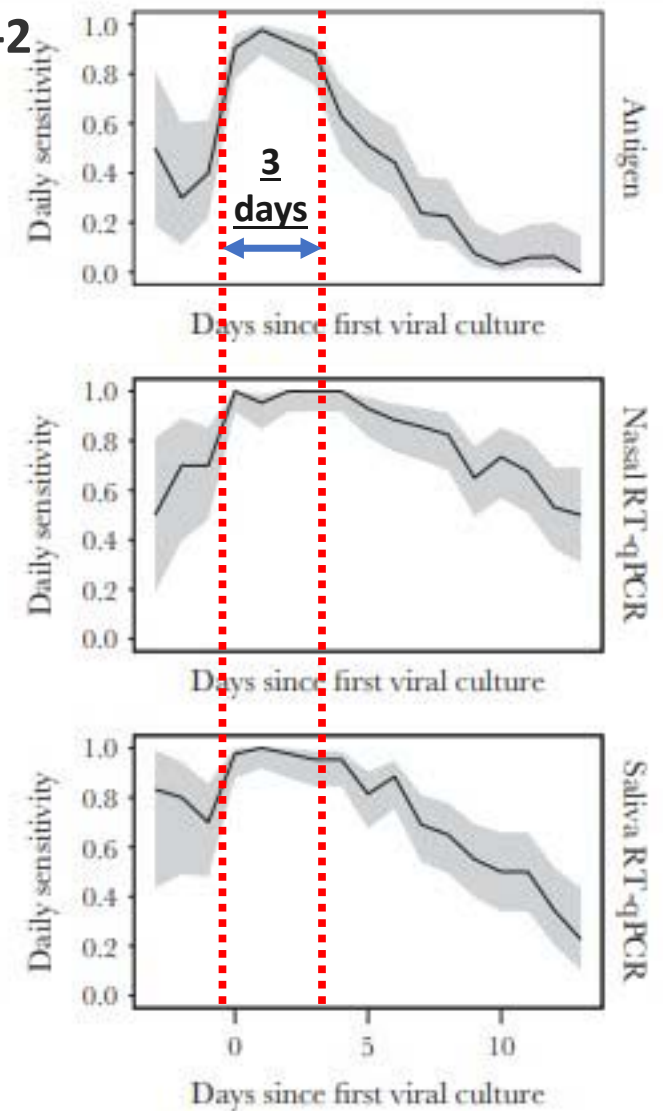 -2
1.0
0.8
0.6
0.4
0.2
0.0
Daily sensitivity
3
days
Antigen
Days since first viral culture
1.0
0.8
0.6
0.4
0.2
0.0
Daily sensitivity
Nasal RT-qPCR
Days since first viral culture
1.0
0.8
0.6
0.4
0.2
0.0
Daily sensitivity
Saliva RT-qPCR
0 5 10
Days since first viral culture